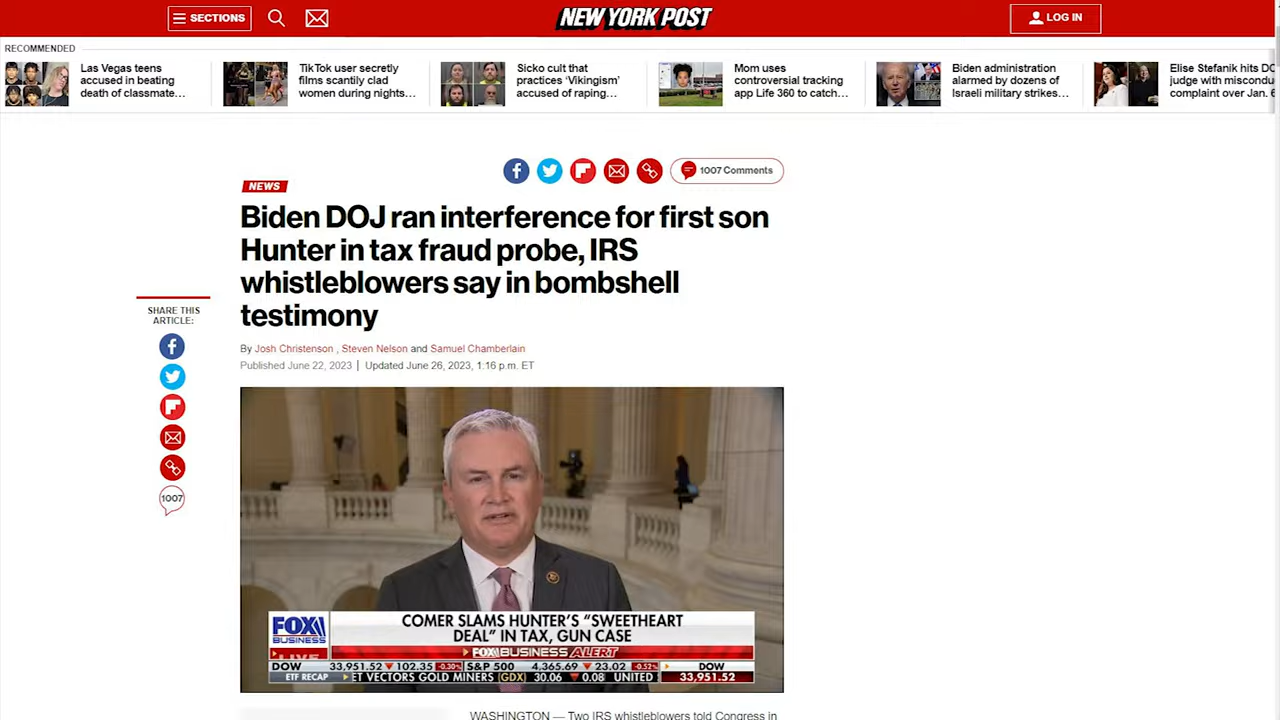 SECTIONS
NEW YORK POST
LOG IN
RECOMMENDED
Las Vegas teens
accused in beating
death of classmate...
TikTok user secretly
films scantily clad
women during nights...
Sicko cult that
practices 'Vikingism'
accused of raping...
Mom uses
controversial tracking
app Life 360 to catch...
Biden administration
alarmed by dozens of
Israeli military strikes...
Elise Stefanik hits DC
judge with miscondu
complaint over Jan. 6
1007 Comments
NEWS
Biden DOJ ran interference for first son
Hunter in tax fraud probe, IRS
whistleblowers say in bombshell
testimony
SHARE THIS
ARTICLE:
1007
By Josh Christenson , Steven Nelson and Samuel Chamberlain
Published June 22, 2023 | Updated June 26, 2023, 1:16 p.m. ET
FOX
BUSINESS
LIVE
COMER SLAMS HUNTER'S "SWEETHEART
DEAL" IN TAX, GUN CASE
FOX BUSINESS ALERT
DOW 33,951.52 ▼ 102.35 -0.30% S&P 500 4,365.69 ▼ 23.02 -0.52% DOW
ETF RECAP ET VECTORS GOLD MINERS (GDX) 30.06 ▼ 0.08 UNITED 33,951.52
WASHINGTON — Two IRS whistleblowers told Congress in